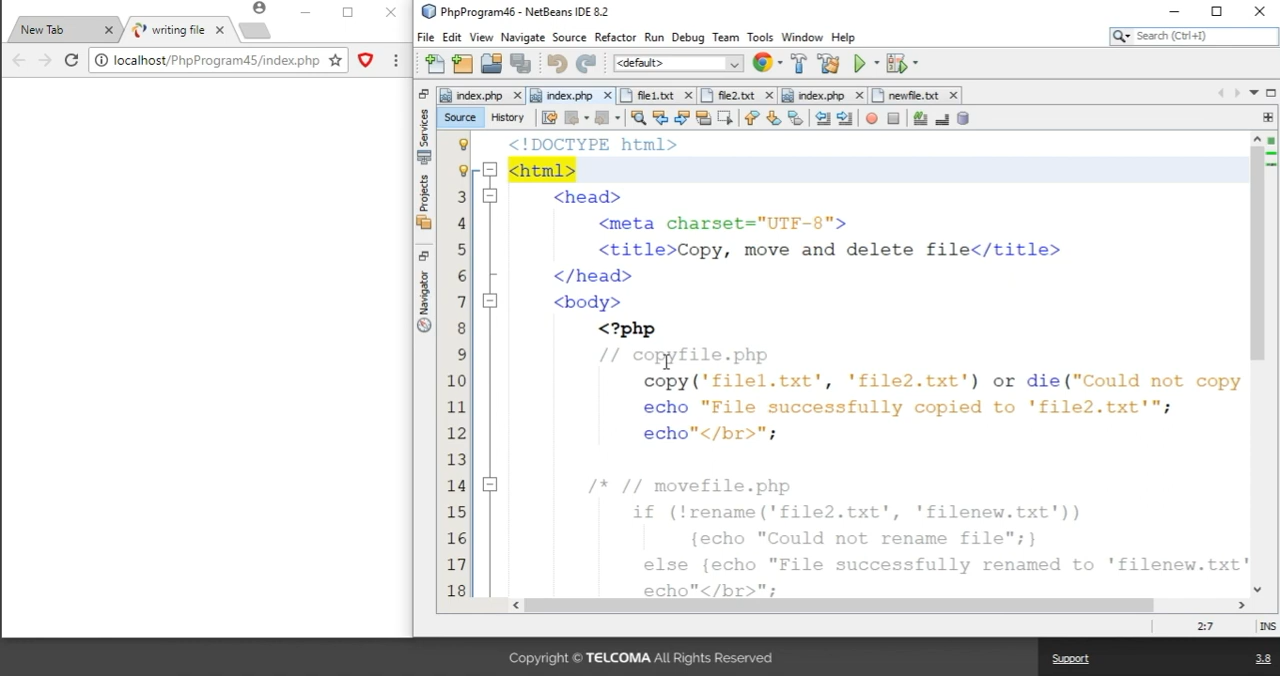 New Tab
writing file
localhost/PhpProgram45/index.php
PhpProgram46 - NetBeans IDE 8.2
File Edit View Navigate Source Refactor Run Debug Team Tools Window Help
Search (Ctrl+I)
<default>
index.php
index.php
file1.txt
file2.txt
index.php
newfile.txt
Source
History
Services
Projects
Navigator
<!DOCTYPE html>
<html>
3 <head>
4 <meta charset="UTF-8">
5 <title>Copy, move and delete file</title>
6 </head>
7 <body>
8 <?php
9 // copyfile.php
10 copy('file1.txt', 'file2.txt') or die("Could not copy
11 echo "File successfully copied to 'file2.txt'";
12 echo"</br>";
13
14 /* // movefile.php
15 if (!rename('file2.txt', 'filenew.txt'))
16 {echo "Could not rename file";}
17 else {echo "File successfully renamed to 'filenew.txt'
18 echo"</br>";
2:7
INS
Copyright © TELCOMA All Rights Reserved
Support
3.8